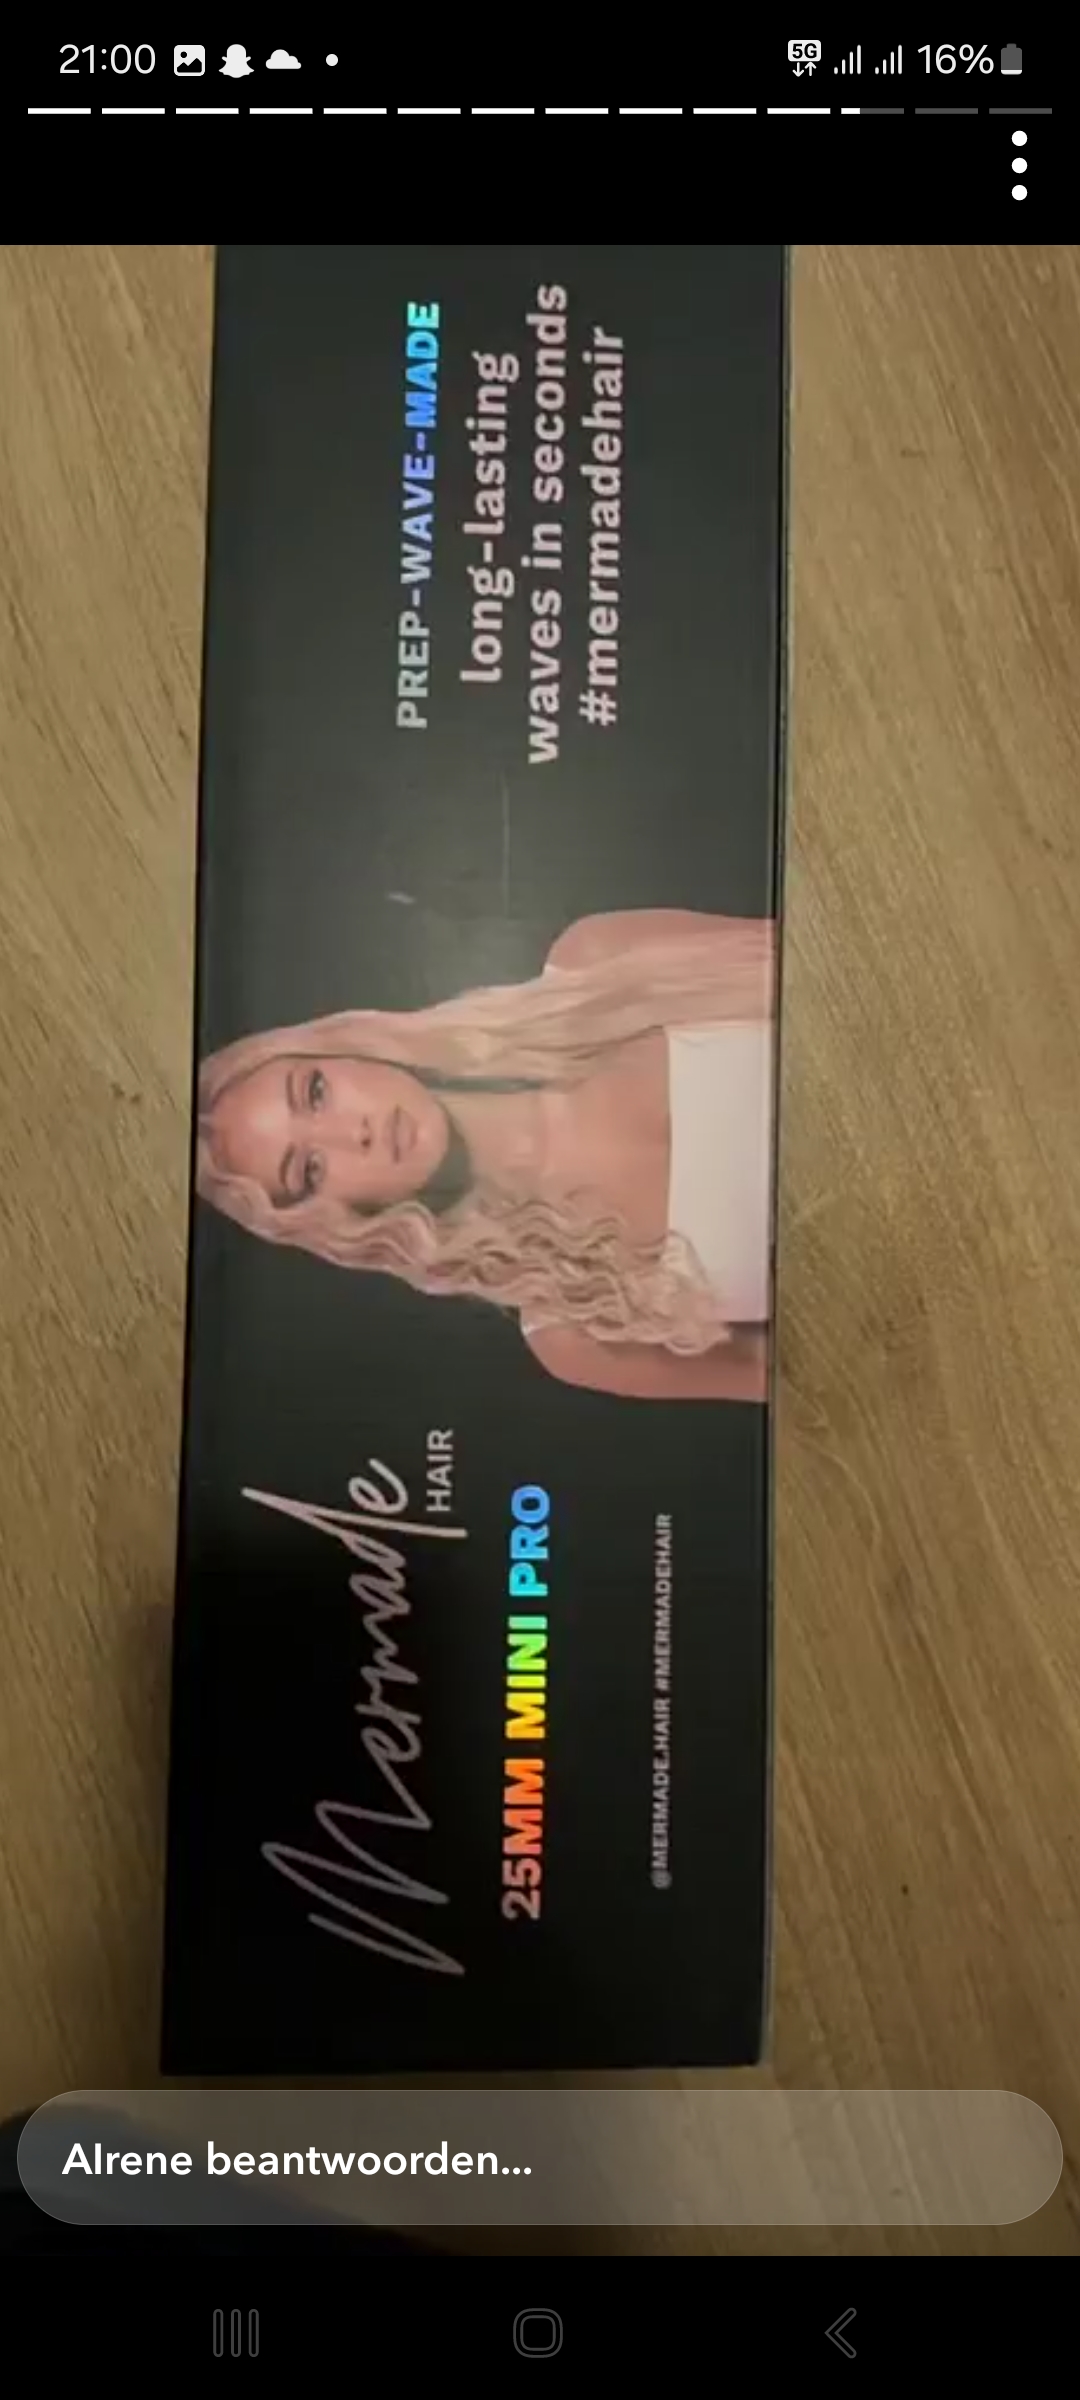 21:00
5G
16%
PREP-WAVE-MADE
long-lasting
waves in seconds
#mermadehair
Mermade
HAIR
25MM MINI PRO
@MERMADE.HAIR #MERMADEHAIR
AIrene beantwoorden...